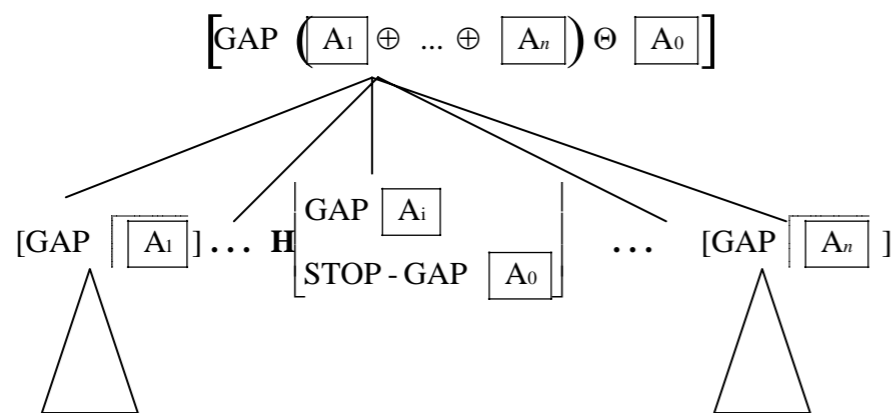 [GAP (A1 ⊕ ... ⊕ An) Θ A0]
GAP Ai
[GAP A1] ... H ... [GAP An]
STOP - GAP A0